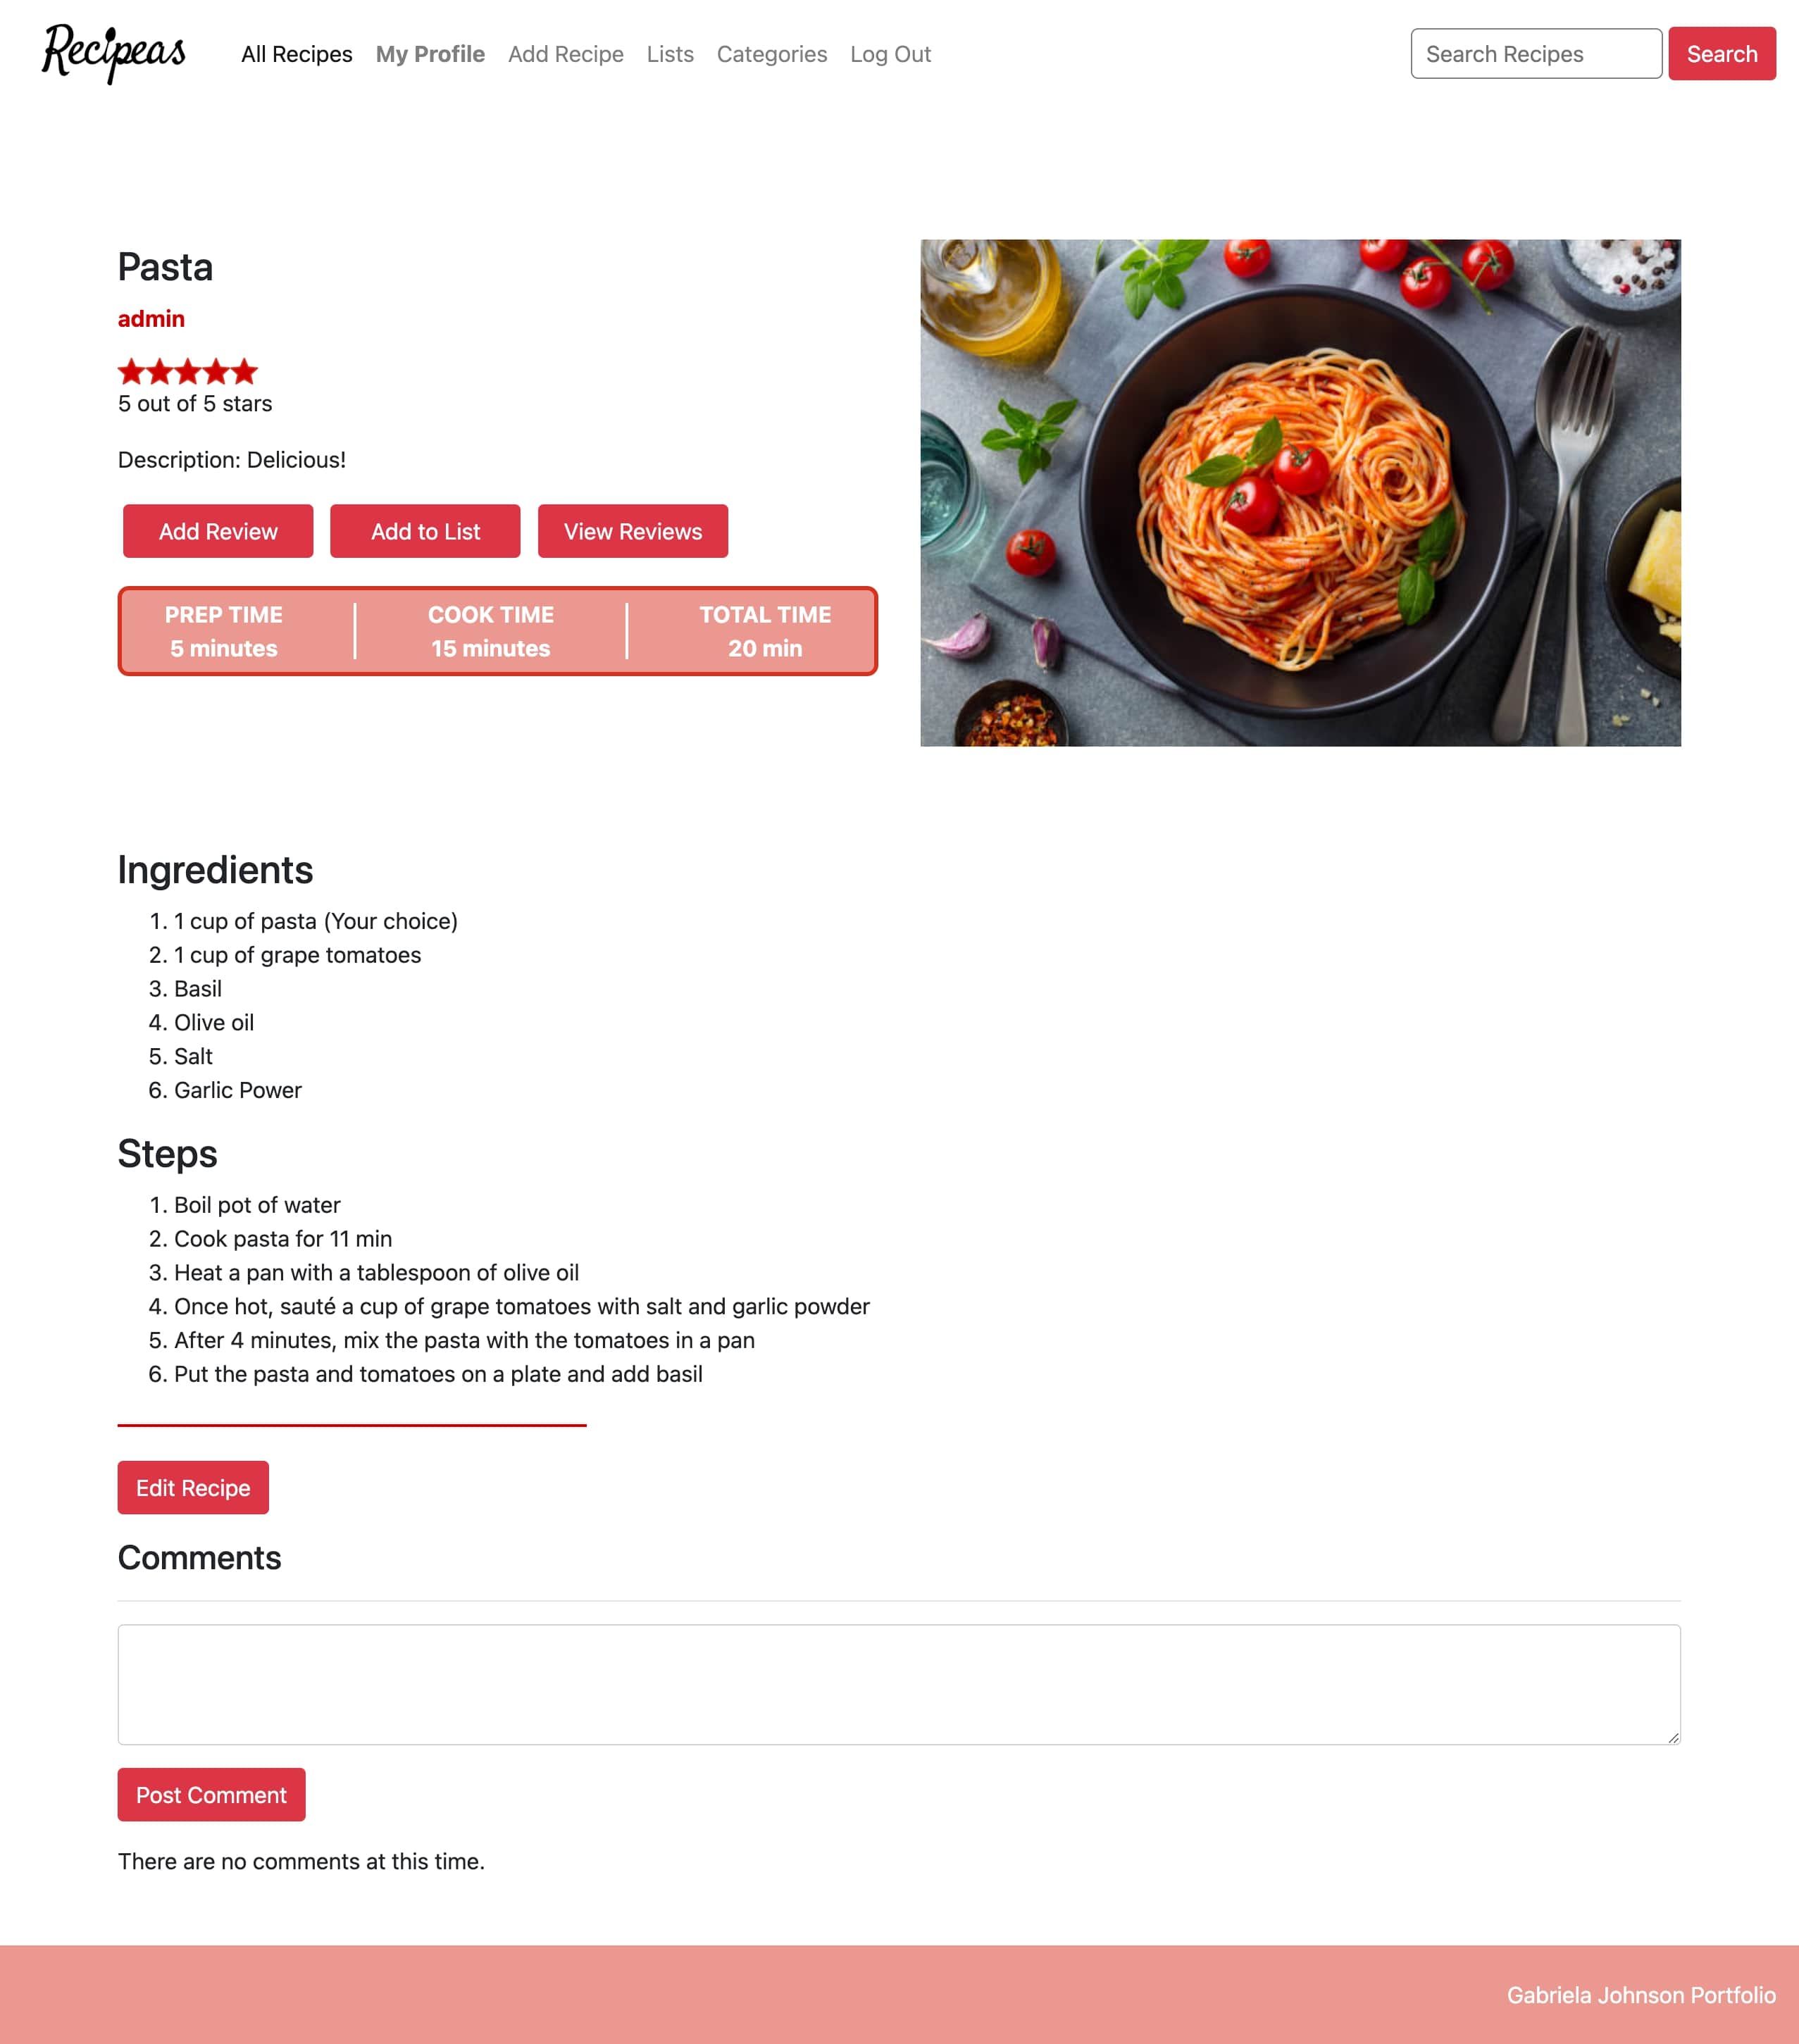 Recipeas
All Recipes My Profile Add Recipe Lists Categories Log Out
Search Recipes Search
Pasta
admin
5 out of 5 stars
Description: Delicious!
Add Review Add to List View Reviews
PREP TIME COOK TIME TOTAL TIME
5 minutes 15 minutes 20 min
Ingredients
1. 1 cup of pasta (Your choice)
2. 1 cup of grape tomatoes
3. Basil
4. Olive oil
5. Salt
6. Garlic Power
Steps
1. Boil pot of water
2. Cook pasta for 11 min
3. Heat a pan with a tablespoon of olive oil
4. Once hot, sauté a cup of grape tomatoes with salt and garlic powder
5. After 4 minutes, mix the pasta with the tomatoes in a pan
6. Put the pasta and tomatoes on a plate and add basil
Edit Recipe
Comments
Post Comment
There are no comments at this time.
Gabriela Johnson Portfolio